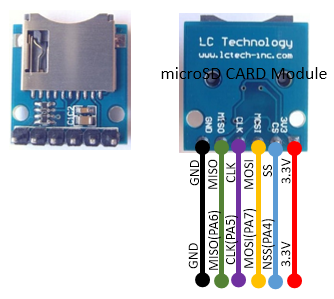 LC Technology
www.lctech-inc.com
microSD CARD Module
GND MISO CLK MOSI CS 3V3
GND MISO CLK MOSI SS 3.3V
GND MISO(PA6) CLK(PA5) MOSI(PA7) NSS(PA4) 3.3V